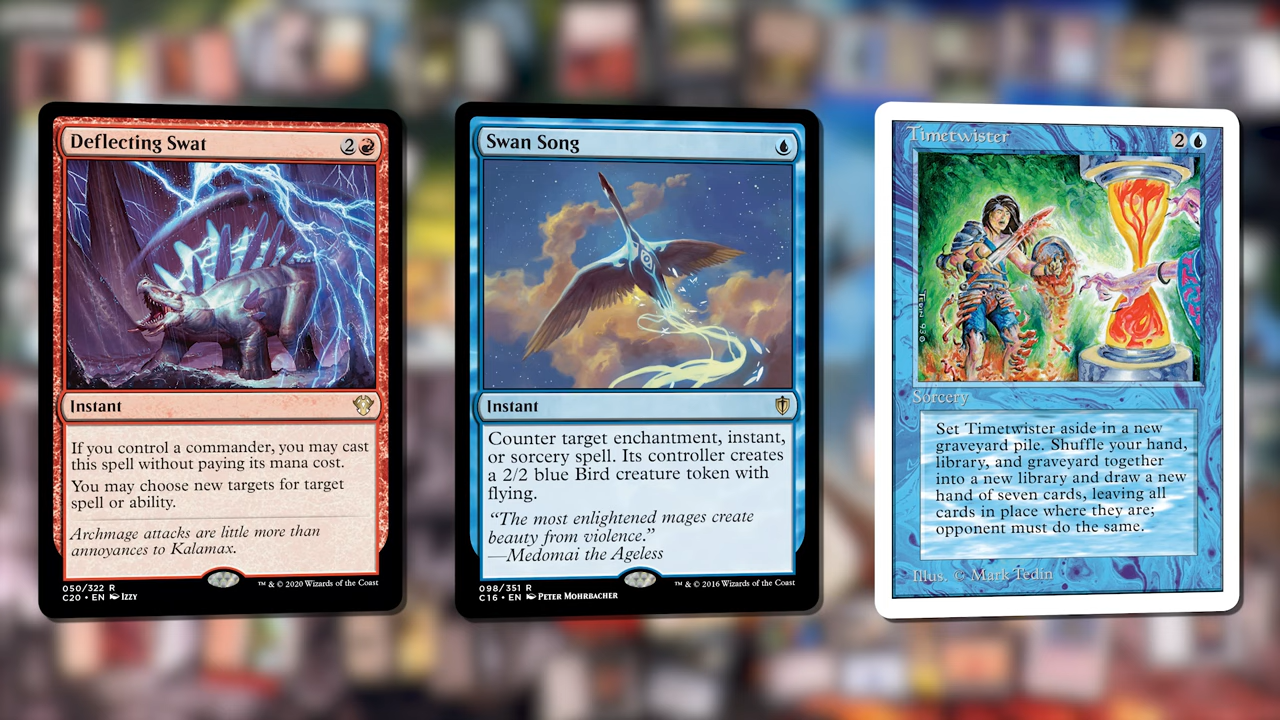 Deflecting Swat
2
Instant
If you control a commander, you may cast
this spell without paying its mana cost.
You may choose new targets for target
spell or ability.
Archmage attacks are little more than
annoyances to Kalamax.
050/322 R
C20 • EN IZZY
™ & © 2020 Wizards of the Coast
Swan Song
Instant
Counter target enchantment, instant,
or sorcery spell. Its controller creates
a 2/2 blue Bird creature token with
flying.
“The most enlightened mages create
beauty from violence.”
—Medomai the Ageless
098/351 R
C16 • EN PETER MOHRBACHER
™ & © 2016 Wizards of the Coast
Timetwister
2
TEDIN 93 ©
Sorcery
Set Timetwister aside in a new
graveyard pile. Shuffle your hand,
library, and graveyard together
into a new library and draw a new
hand of seven cards, leaving all
cards in place where they are;
opponent must do the same.
Illus. © Mark Tedin